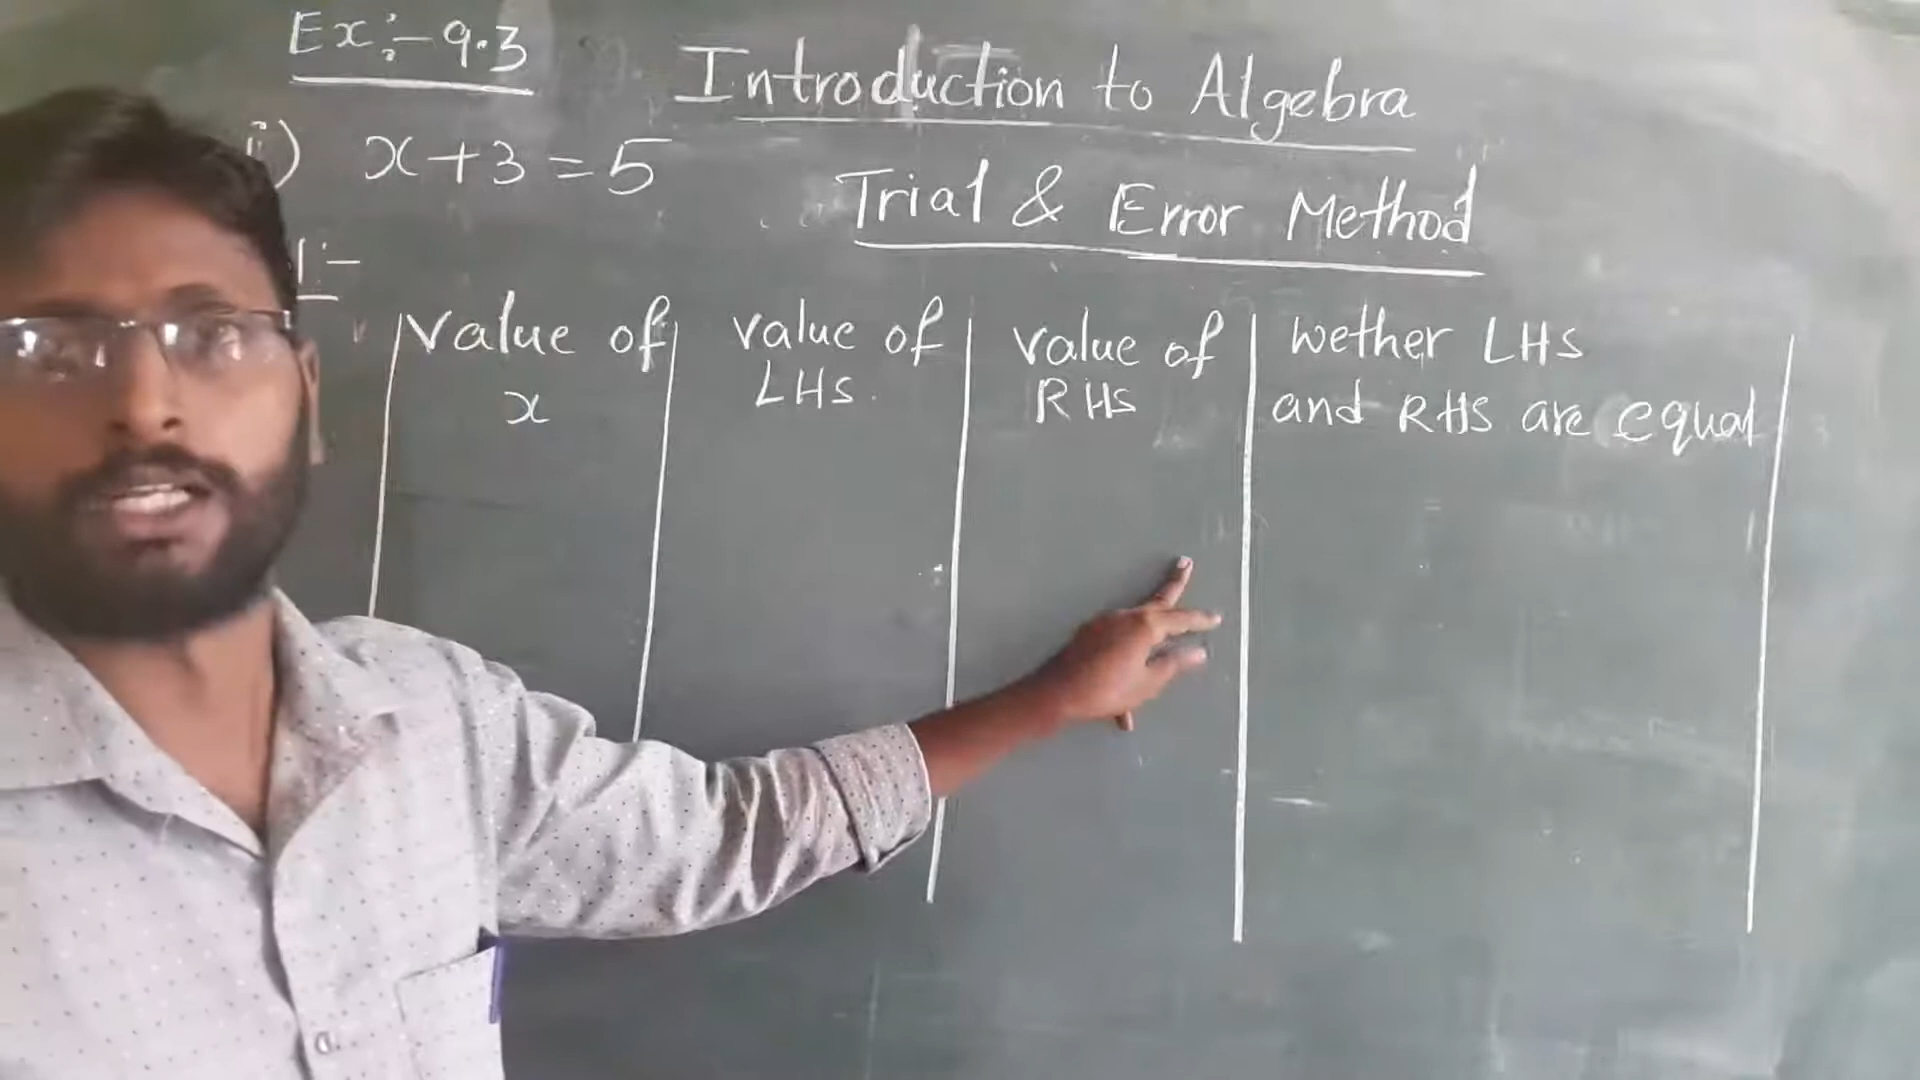 Ex:- 9.3
Introduction to Algebra
i) x+3=5
Trial & Error Method
value of x
value of LHS.
value of RHS
wether LHS and RHS are equal